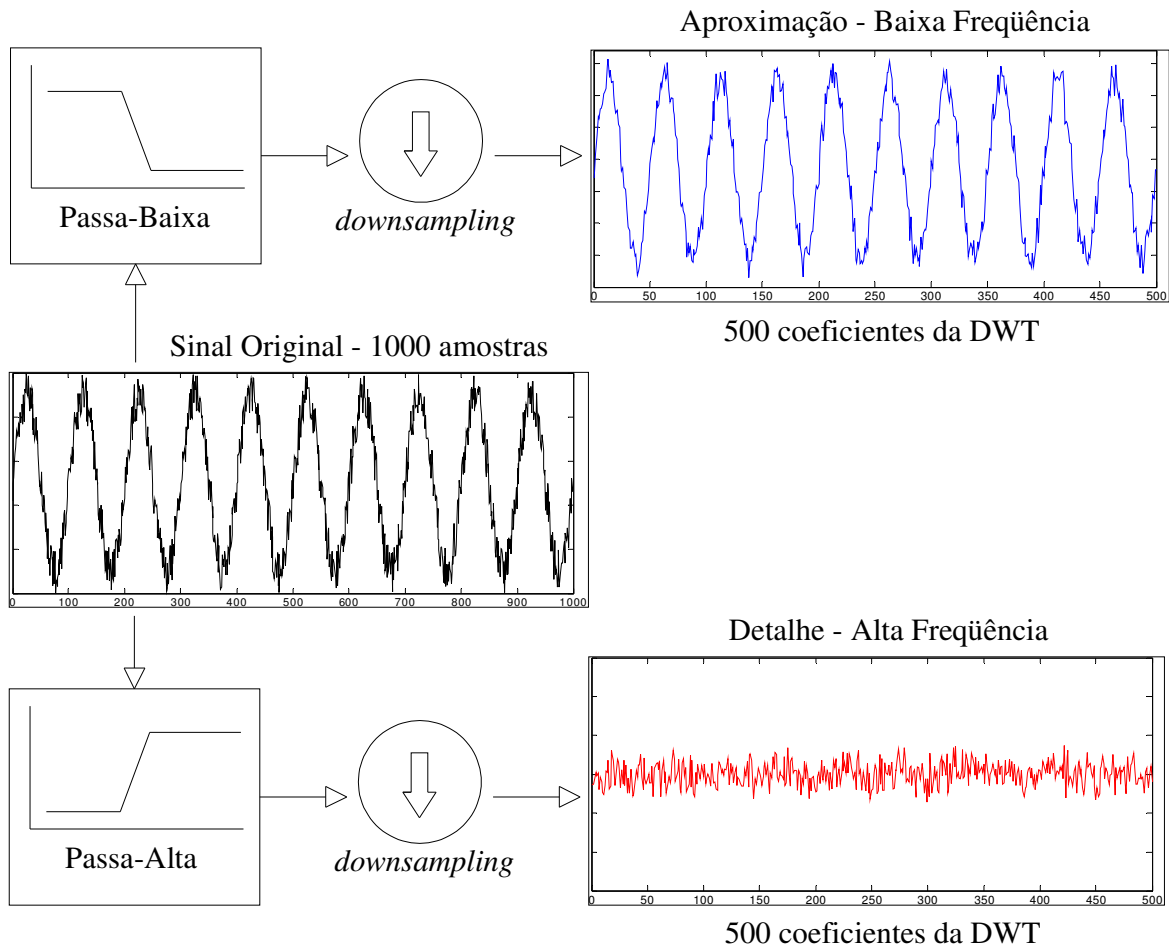 Aproximação - Baixa Freqüência
Passa-Baixa
downsampling
0 50 100 150 200 250 300 350 400 450 500
500 coeficientes da DWT
Sinal Original - 1000 amostras
0 100 200 300 400 500 600 700 800 900 1000
Detalhe - Alta Freqüência
Passa-Alta
downsampling
0 50 100 150 200 250 300 350 400 450 500
500 coeficientes da DWT